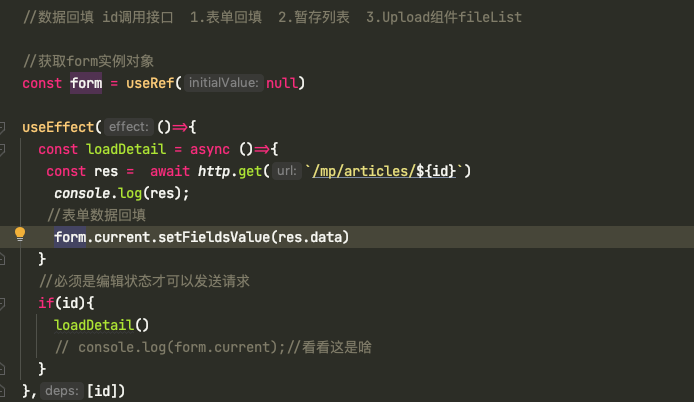 //数据回填 id调用接口 1.表单回填 2.暂存列表 3.Upload组件fileList
//获取form实例对象
const form = useRef( initialValue: null)
useEffect( effect: ()=>{
const loadDetail = async ()=>{
const res = await http.get( url: `/mp/articles/${id}`)
console.log(res);
//表单数据回填
form.current.setFieldsValue(res.data)
}
//必须是编辑状态才可以发送请求
if(id){
loadDetail()
// console.log(form.current);//看看这是啥
}
}, deps: [id])